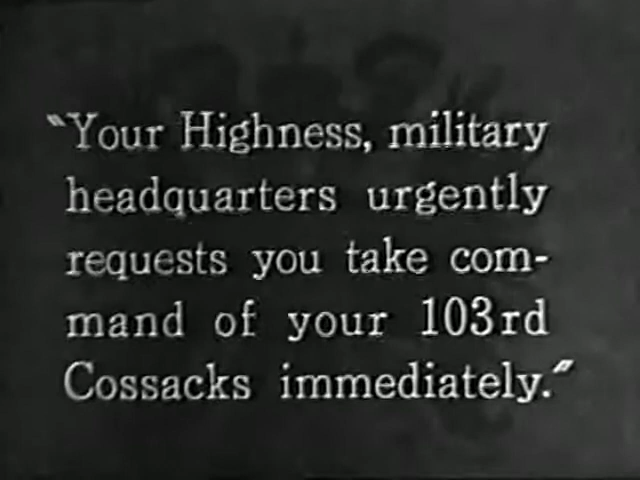 "Your Highness, military
headquarters urgently
requests you take com-
mand of your 103rd
Cossacks immediately."